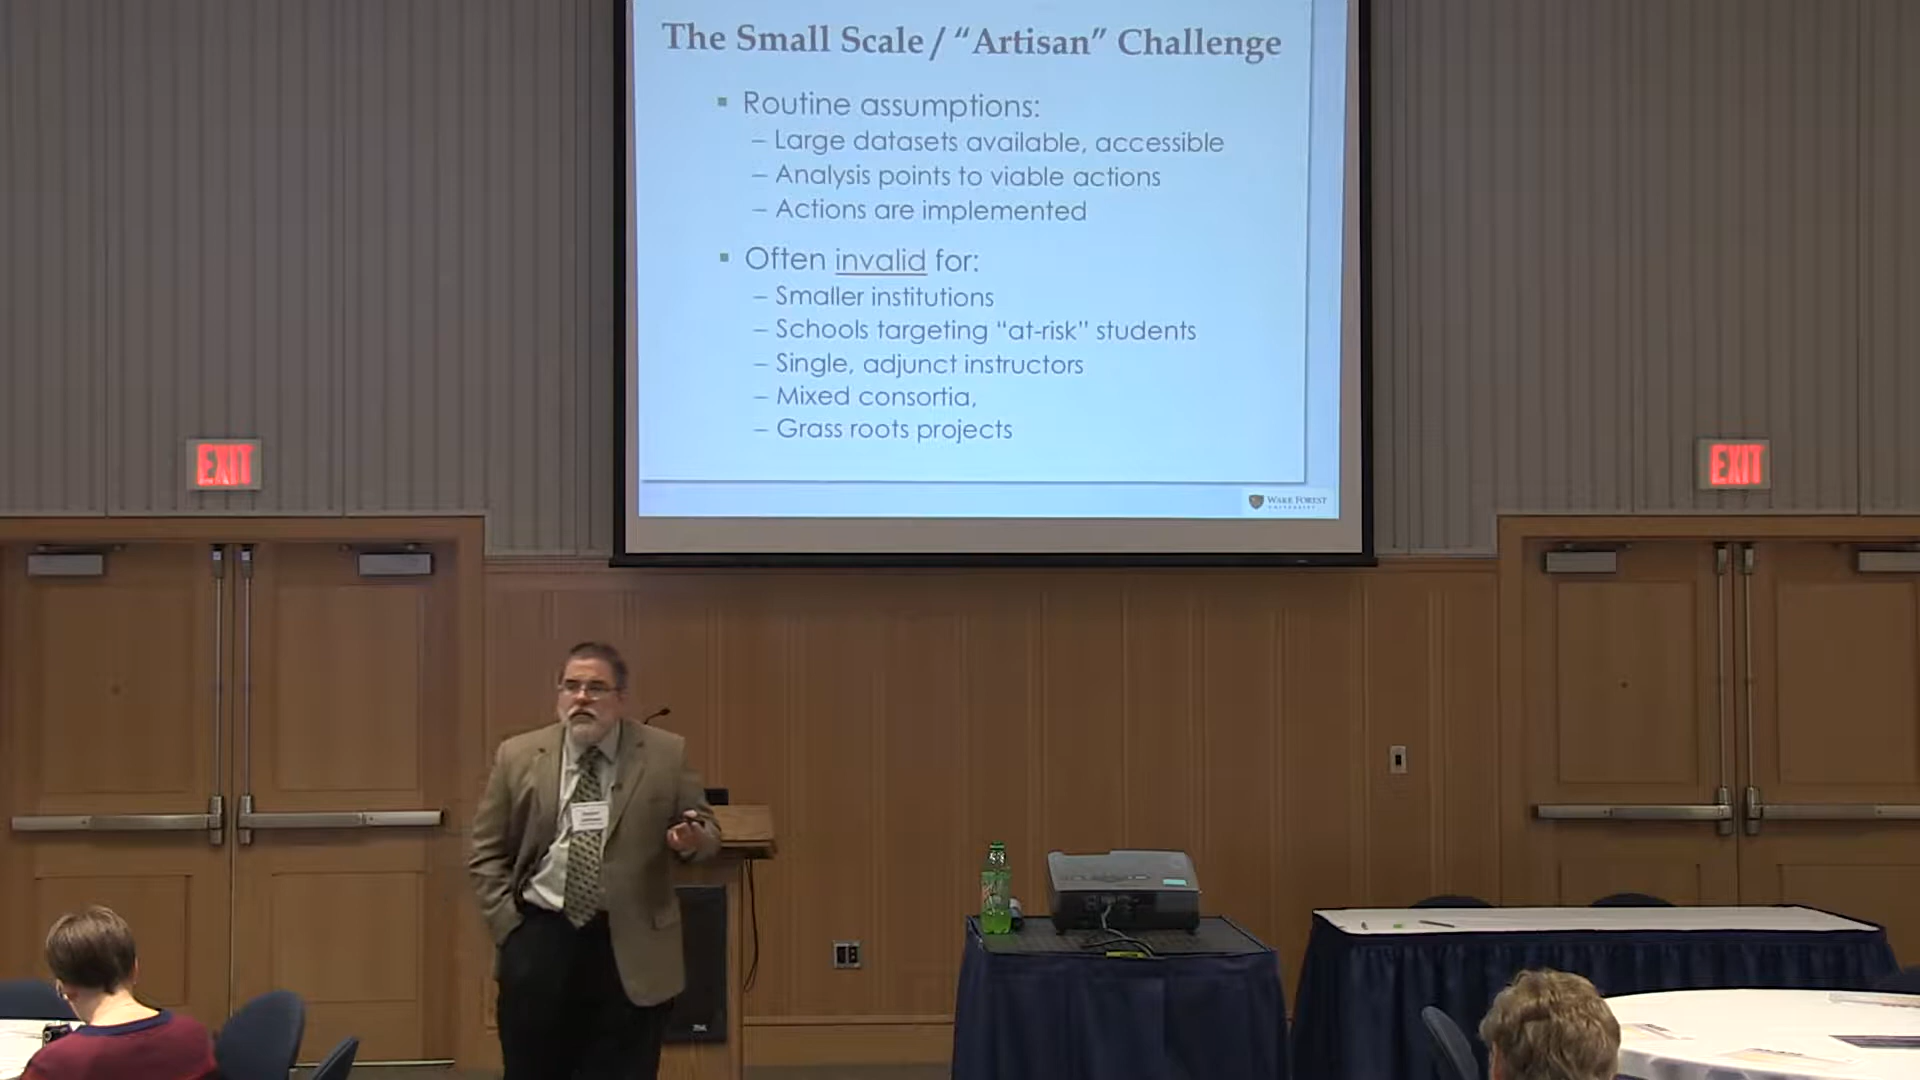 The Small Scale / “Artisan” Challenge
▪ Routine assumptions:
– Large datasets available, accessible
– Analysis points to viable actions
– Actions are implemented
▪ Often invalid for:
– Smaller institutions
– Schools targeting “at-risk” students
– Single, adjunct instructors
– Mixed consortia,
– Grass roots projects
WAKE FOREST
UNIVERSITY
EXIT
EXIT